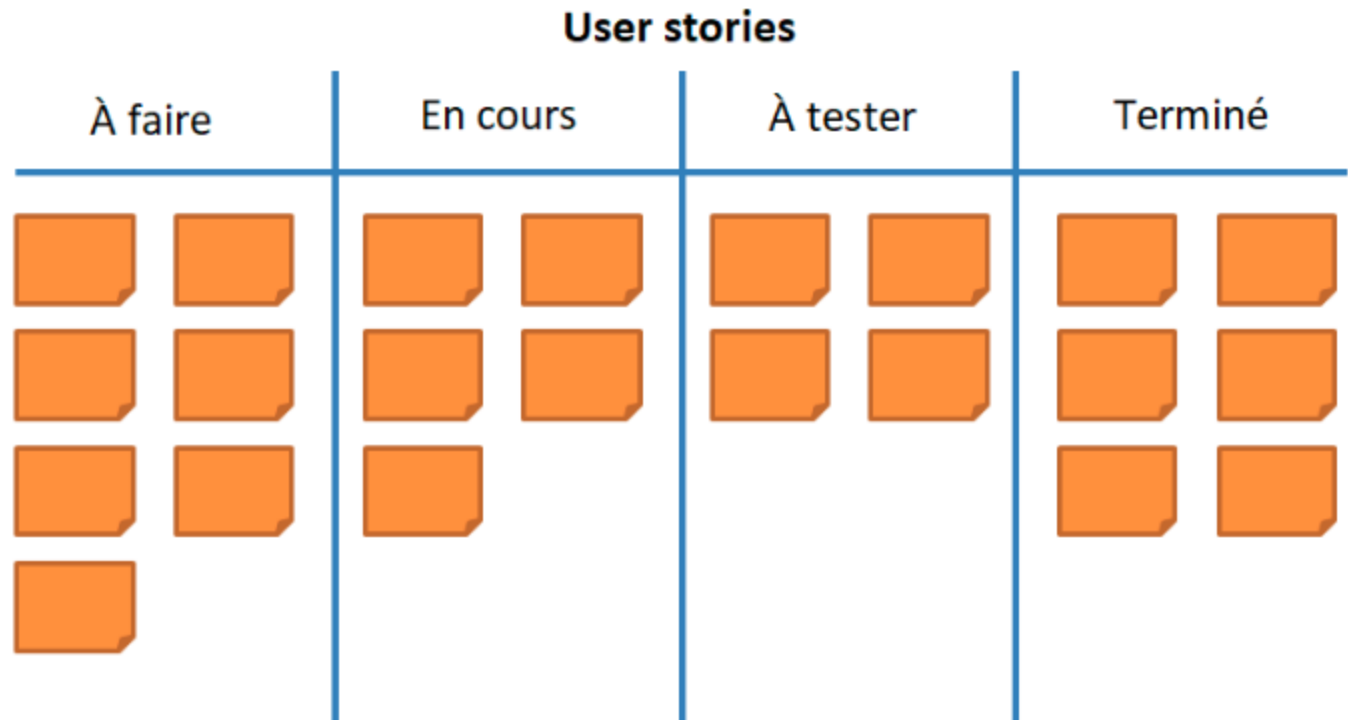 User stories
À faire
En cours
À tester
Terminé